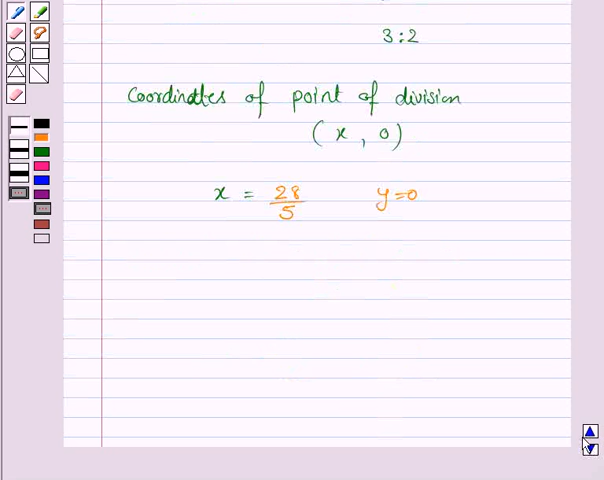 3:2
Coordinates of point of division
(x, 0)
x = 28/5 y=0